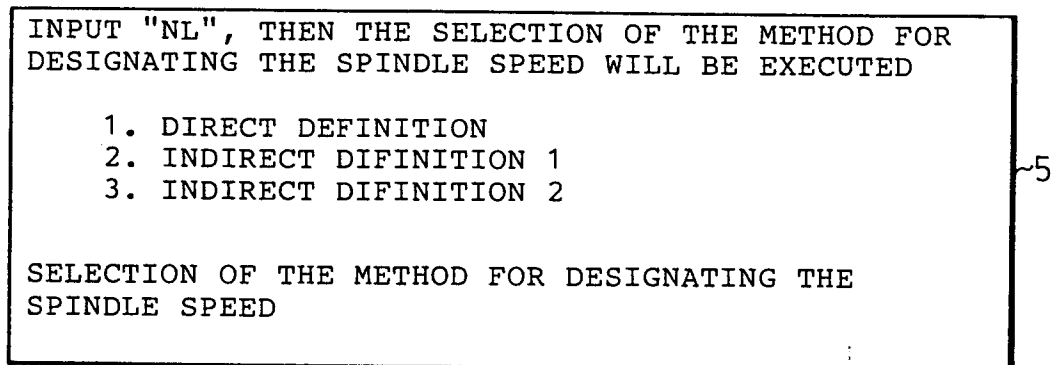 INPUT "NL", THEN THE SELECTION OF THE METHOD FOR
DESIGNATING THE SPINDLE SPEED WILL BE EXECUTED
1. DIRECT DEFINITION
2. INDIRECT DIFINITION 1
3. INDIRECT DIFINITION 2
~5
SELECTION OF THE METHOD FOR DESIGNATING THE
SPINDLE SPEED